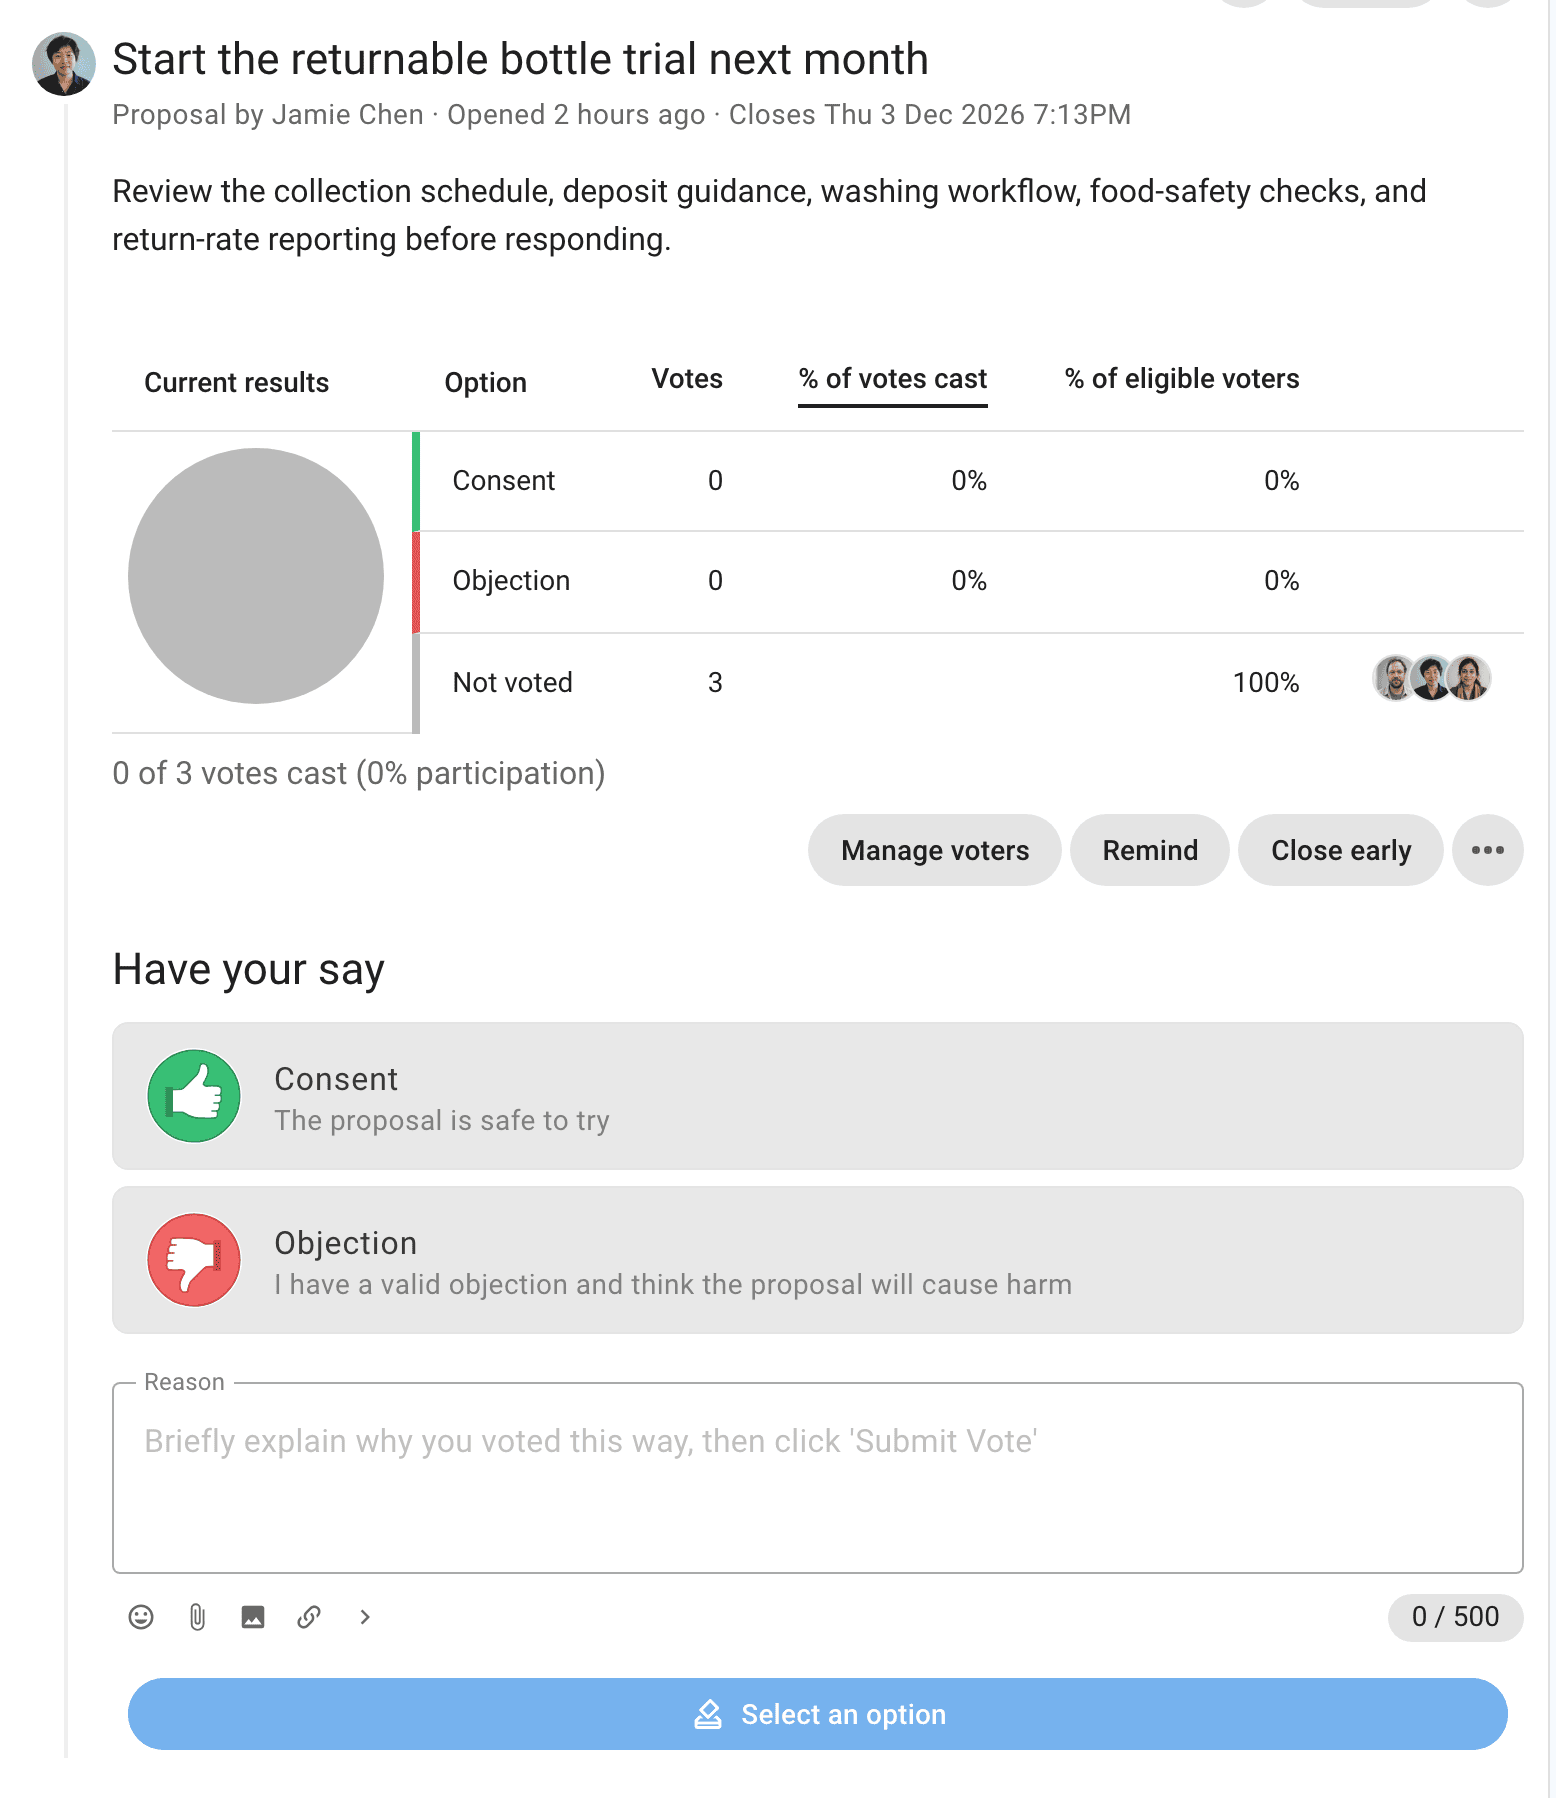 Start the returnable bottle trial next month
Proposal by Jamie Chen · Opened 2 hours ago · Closes Thu 3 Dec 2026 7:13PM
Review the collection schedule, deposit guidance, washing workflow, food-safety checks, and
return-rate reporting before responding.
Current results Option Votes % of votes cast % of eligible voters
Consent 0 0% 0%
Objection 0 0% 0%
Not voted 3 100%
0 of 3 votes cast (0% participation)
Manage voters Remind Close early
Have your say
Consent
The proposal is safe to try
Objection
I have a valid objection and think the proposal will cause harm
Reason
Briefly explain why you voted this way, then click 'Submit Vote'
0 / 500
Select an option